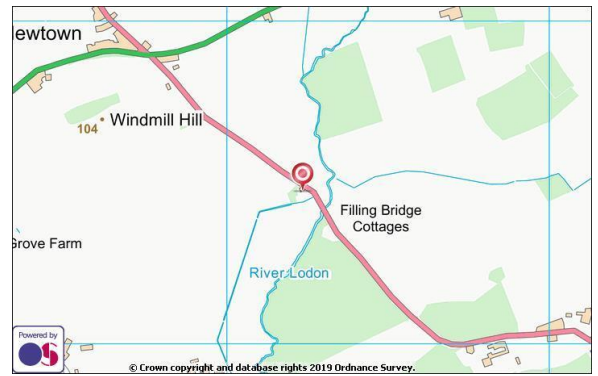 lewtown
104
Windmill Hill
Filling Bridge
Cottages
Grove Farm
River Lodon
Powered by
OS
© Crown copyright and database rights 2019 Ordnance Survey.